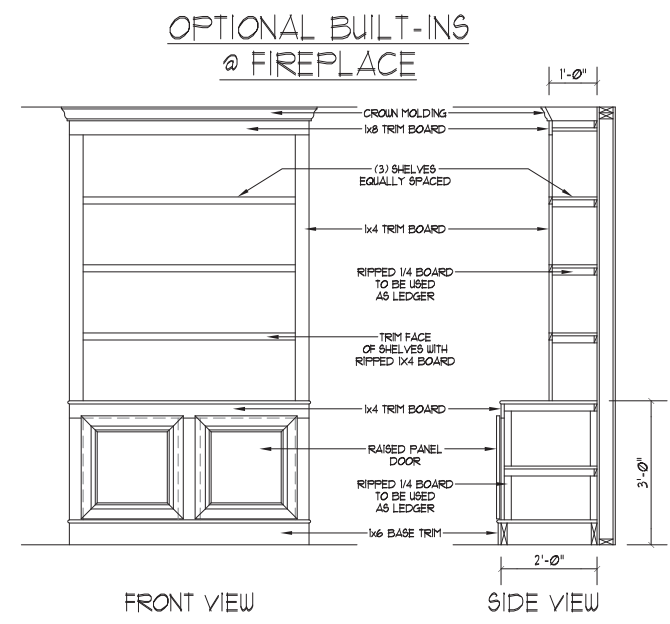 OPTIONAL BUILT-INS
@ FIREPLACE
1'-0"
CROWN MOLDING
1x8 TRIM BOARD
(3) SHELVES
EQUALLY SPACED
1x4 TRIM BOARD
RIPPED 1/4 BOARD
TO BE USED
AS LEDGER
TRIM FACE
OF SHELVES WITH
RIPPED 1X4 BOARD
1x4 TRIM BOARD
RAISED PANEL
DOOR
RIPPED 1/4 BOARD
TO BE USED
AS LEDGER
3'-0"
1x6 BASE TRIM
2'-0"
FRONT VIEW
SIDE VIEW